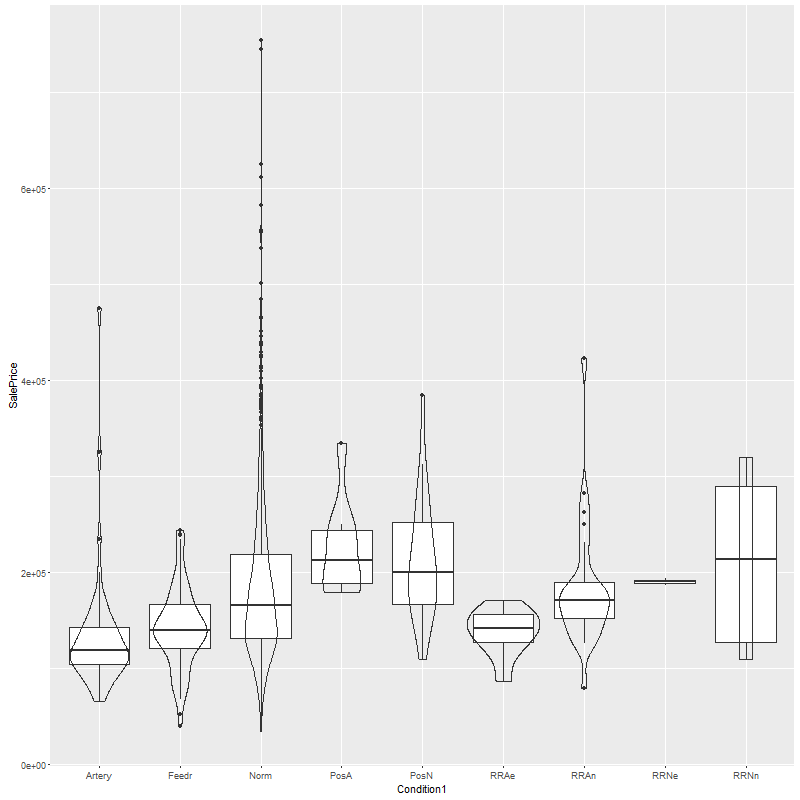 SalePrice
6e+05
4e+05
2e+05
0e+00
Artery Feedr Norm PosA PosN RRAe RRAn RRNe RRNn
Condition1